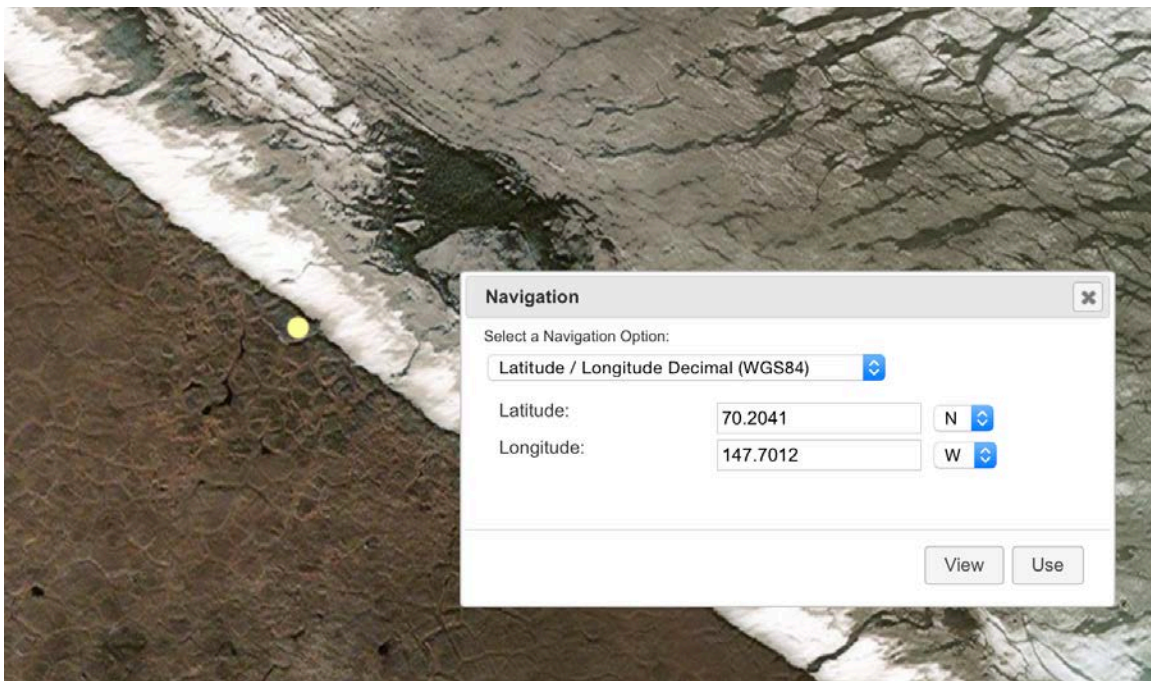 Navigation
Select a Navigation Option:
Latitude / Longitude Decimal (WGS84)
Latitude: 70.2041 N
Longitude: 147.7012 W
View Use